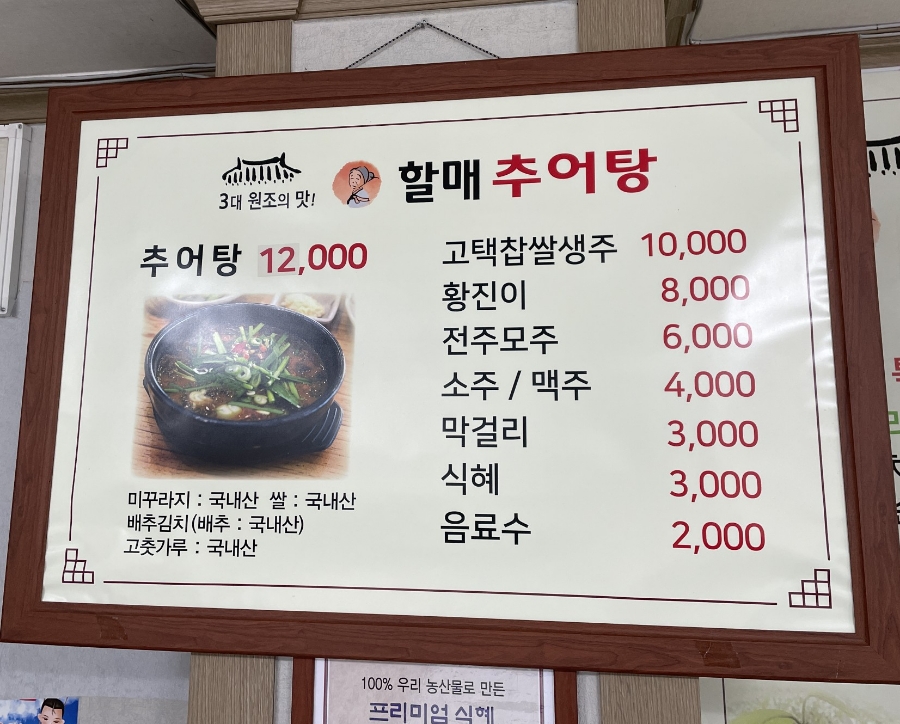 3대 원조의 맛!
할매 추어탕
추어탕 12,000
미꾸라지 : 국내산 쌀 : 국내산
배추김치(배추 : 국내산)
고춧가루 : 국내산
고택찹쌀생주 10,000
황진이 8,000
전주모주 6,000
소주 / 맥주 4,000
막걸리 3,000
식혜 3,000
음료수 2,000
100% 우리 농산물로 만든
프리미엄 식혜